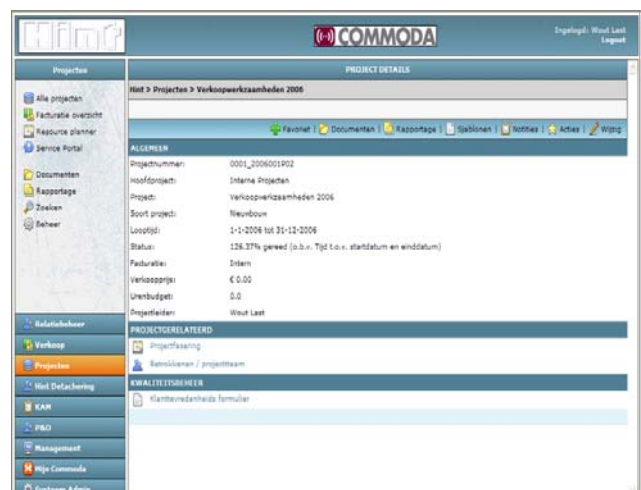 Hint
((··)) COMMODA
Ingelogd: Wout Last
Logout
Projecten
PROJECT DETAILS
Hint > Projecten > Verkoopwerkzaamheden 2006
Alle projecten
Facturatie overzicht
Resource planner
Service Portal
Documenten
Rapportage
Zoeken
Beheer
Favoriet | Documenten | Rapportage | Sjablonen | Notities | Acties | Wijzig
ALGEMEEN
Projectnummer: 0001_2006001P02
Hoofdproject: Interne Projecten
Project: Verkoopwerkzaamheden 2006
Soort project: Nieuwbouw
Looptijd: 1-1-2006 tot 31-12-2006
Status: 126.37% gereed (o.b.v. Tijd t.o.v. startdatum en einddatum)
Facturatie: Intern
Verkoopprijs: € 0.00
Urenbudget: 0.0
Projectleider: Wout Last
PROJECTGERELATEERD
Projectfasering
Betrokkenen / projectteam
KWALITEITSBEHEER
Klanttevredenheids formulier
Relatiebeheer
Verkoop
Projecten
Hint Detachering
KAM
P&O
Management
Mijn Commoda
Systeem Admin